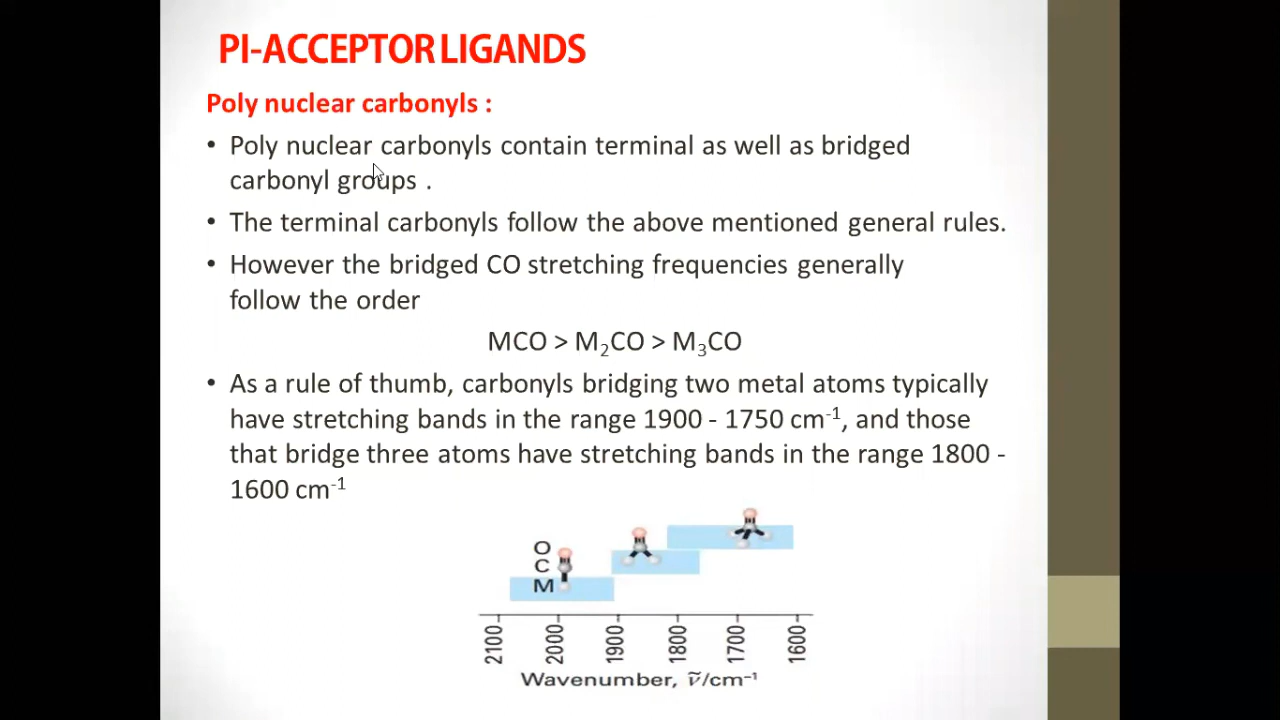 PI-ACCEPTOR LIGANDS
Poly nuclear carbonyls :
• Poly nuclear carbonyls contain terminal as well as bridged
carbonyl groups .
• The terminal carbonyls follow the above mentioned general rules.
• However the bridged CO stretching frequencies generally
follow the order
MCO > M₂CO > M₃CO
• As a rule of thumb, carbonyls bridging two metal atoms typically
have stretching bands in the range 1900 - 1750 cm⁻¹, and those
that bridge three atoms have stretching bands in the range 1800 -
1600 cm⁻¹
O
C
M
2100 2000 1900 1800 1700 1600
Wavenumber, ν̃/cm⁻¹